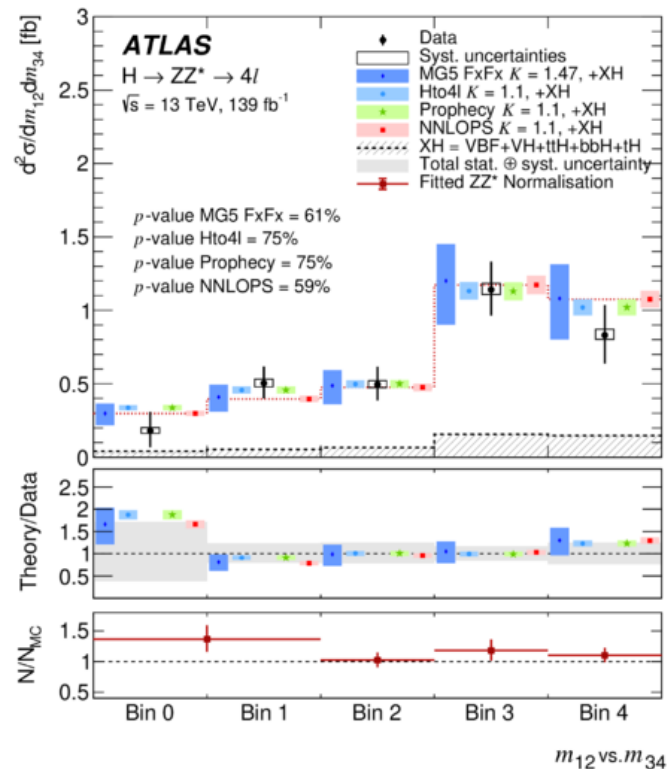 ATLAS
H → ZZ* → 4l
√s = 13 TeV, 139 fb⁻¹
Data
Syst. uncertainties
MG5 FxFx K = 1.47, +XH
Hto4l K = 1.1, +XH
Prophecy K = 1.1, +XH
NNLOPS K = 1.1, +XH
XH = VBF+VH+ttH+bbH+tH
Total stat. ⊕ syst. uncertainty
Fitted ZZ* Normalisation
p-value MG5 FxFx = 61%
p-value Hto4l = 75%
p-value Prophecy = 75%
p-value NNLOPS = 59%
d²σ/dm₁₂dm₃₄ [fb]
3
2.5
2
1.5
1
0.5
0
Theory/Data
2.5
2
1.5
1
0.5
N/N_MC
1.5
1
0.5
Bin 0 Bin 1 Bin 2 Bin 3 Bin 4
m₁₂ vs. m₃₄